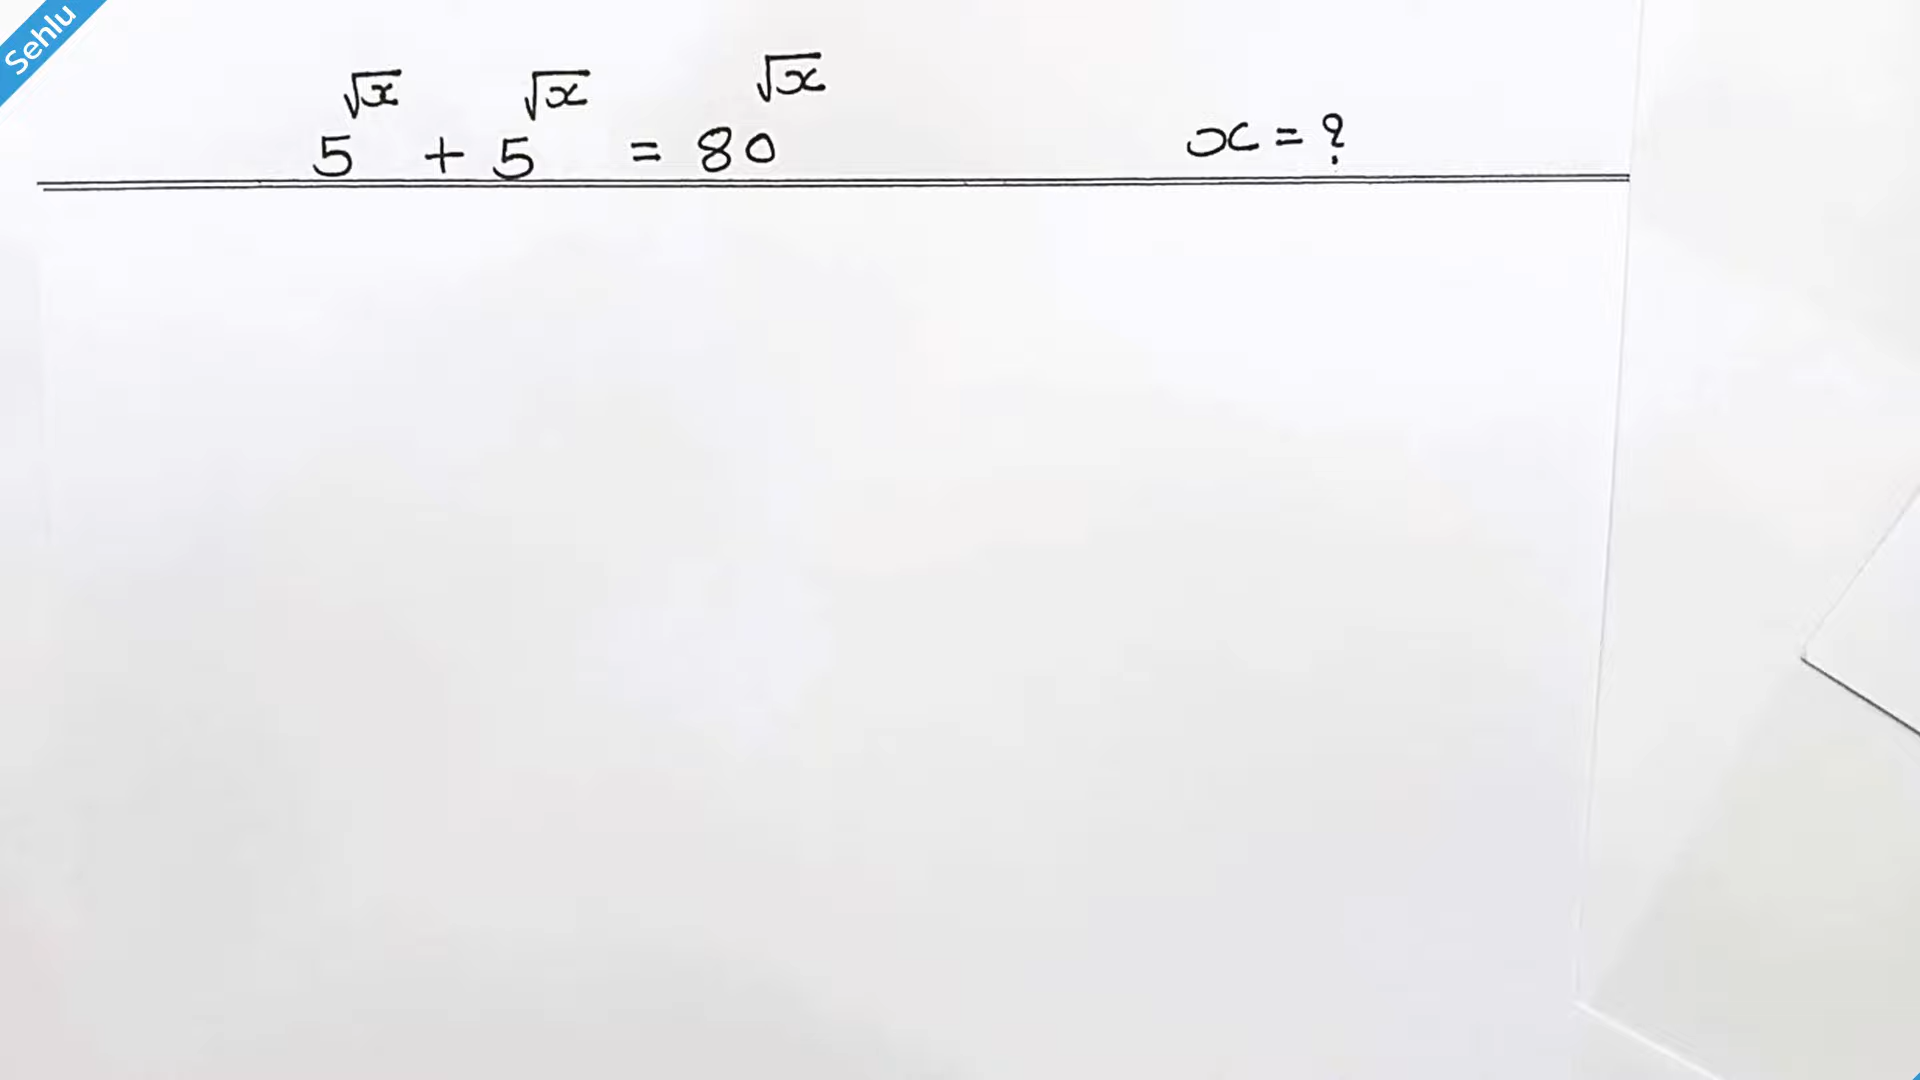 Sehlu
5^√x + 5^√x = 80^√x x = ?